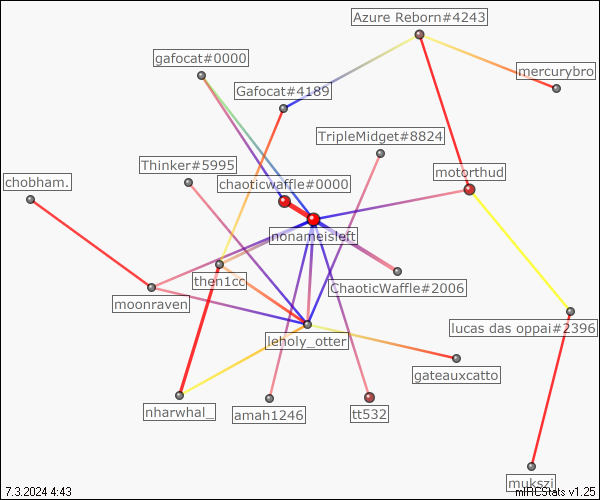 Azure Reborn#4243
gafocat#0000
mercurybro
Gafocat#4189
TripleMidget#8824
Thinker#5995
motorthud
chobham.
chaoticwaffle#0000
nonameisleft
then1cc
ChaoticWaffle#2006
moonraven
lucas das oppai#2396
leholy_otter
gateauxcatto
nharwhal_
amah1246
tt532
mukszi
7.3.2024 4:43
mIRCStats v1.25